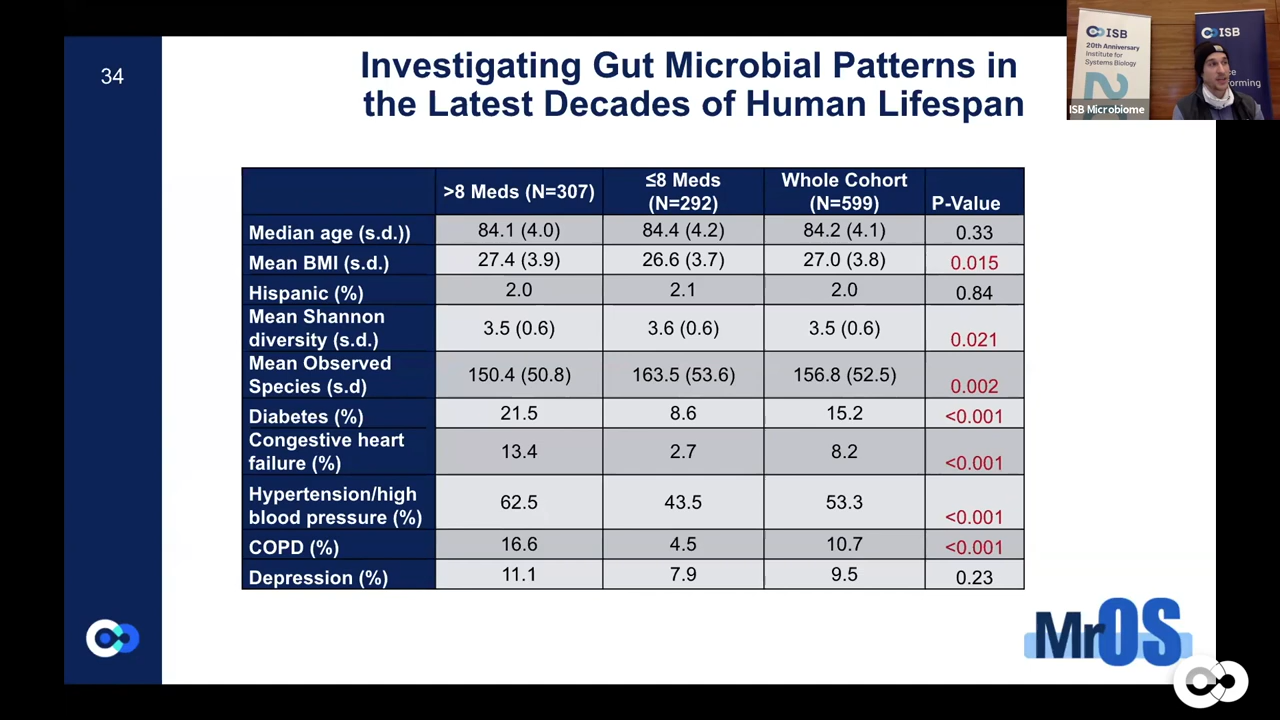 34
Investigating Gut Microbial Patterns in
the Latest Decades of Human Lifespan
ISB
20th Anniversary
Institute for
Systems Biology
ISB
ISB Microbiome
>8 Meds (N=307)
≤8 Meds
(N=292)
Whole Cohort
(N=599)
P-Value
Median age (s.d.))
84.1 (4.0)
84.4 (4.2)
84.2 (4.1)
0.33
Mean BMI (s.d.)
27.4 (3.9)
26.6 (3.7)
27.0 (3.8)
0.015
Hispanic (%)
2.0
2.1
2.0
0.84
Mean Shannon
diversity (s.d.)
3.5 (0.6)
3.6 (0.6)
3.5 (0.6)
0.021
Mean Observed
Species (s.d)
150.4 (50.8)
163.5 (53.6)
156.8 (52.5)
0.002
Diabetes (%)
21.5
8.6
15.2
<0.001
Congestive heart
failure (%)
13.4
2.7
8.2
<0.001
Hypertension/high
blood pressure (%)
62.5
43.5
53.3
<0.001
COPD (%)
16.6
4.5
10.7
<0.001
Depression (%)
11.1
7.9
9.5
0.23
MrOS